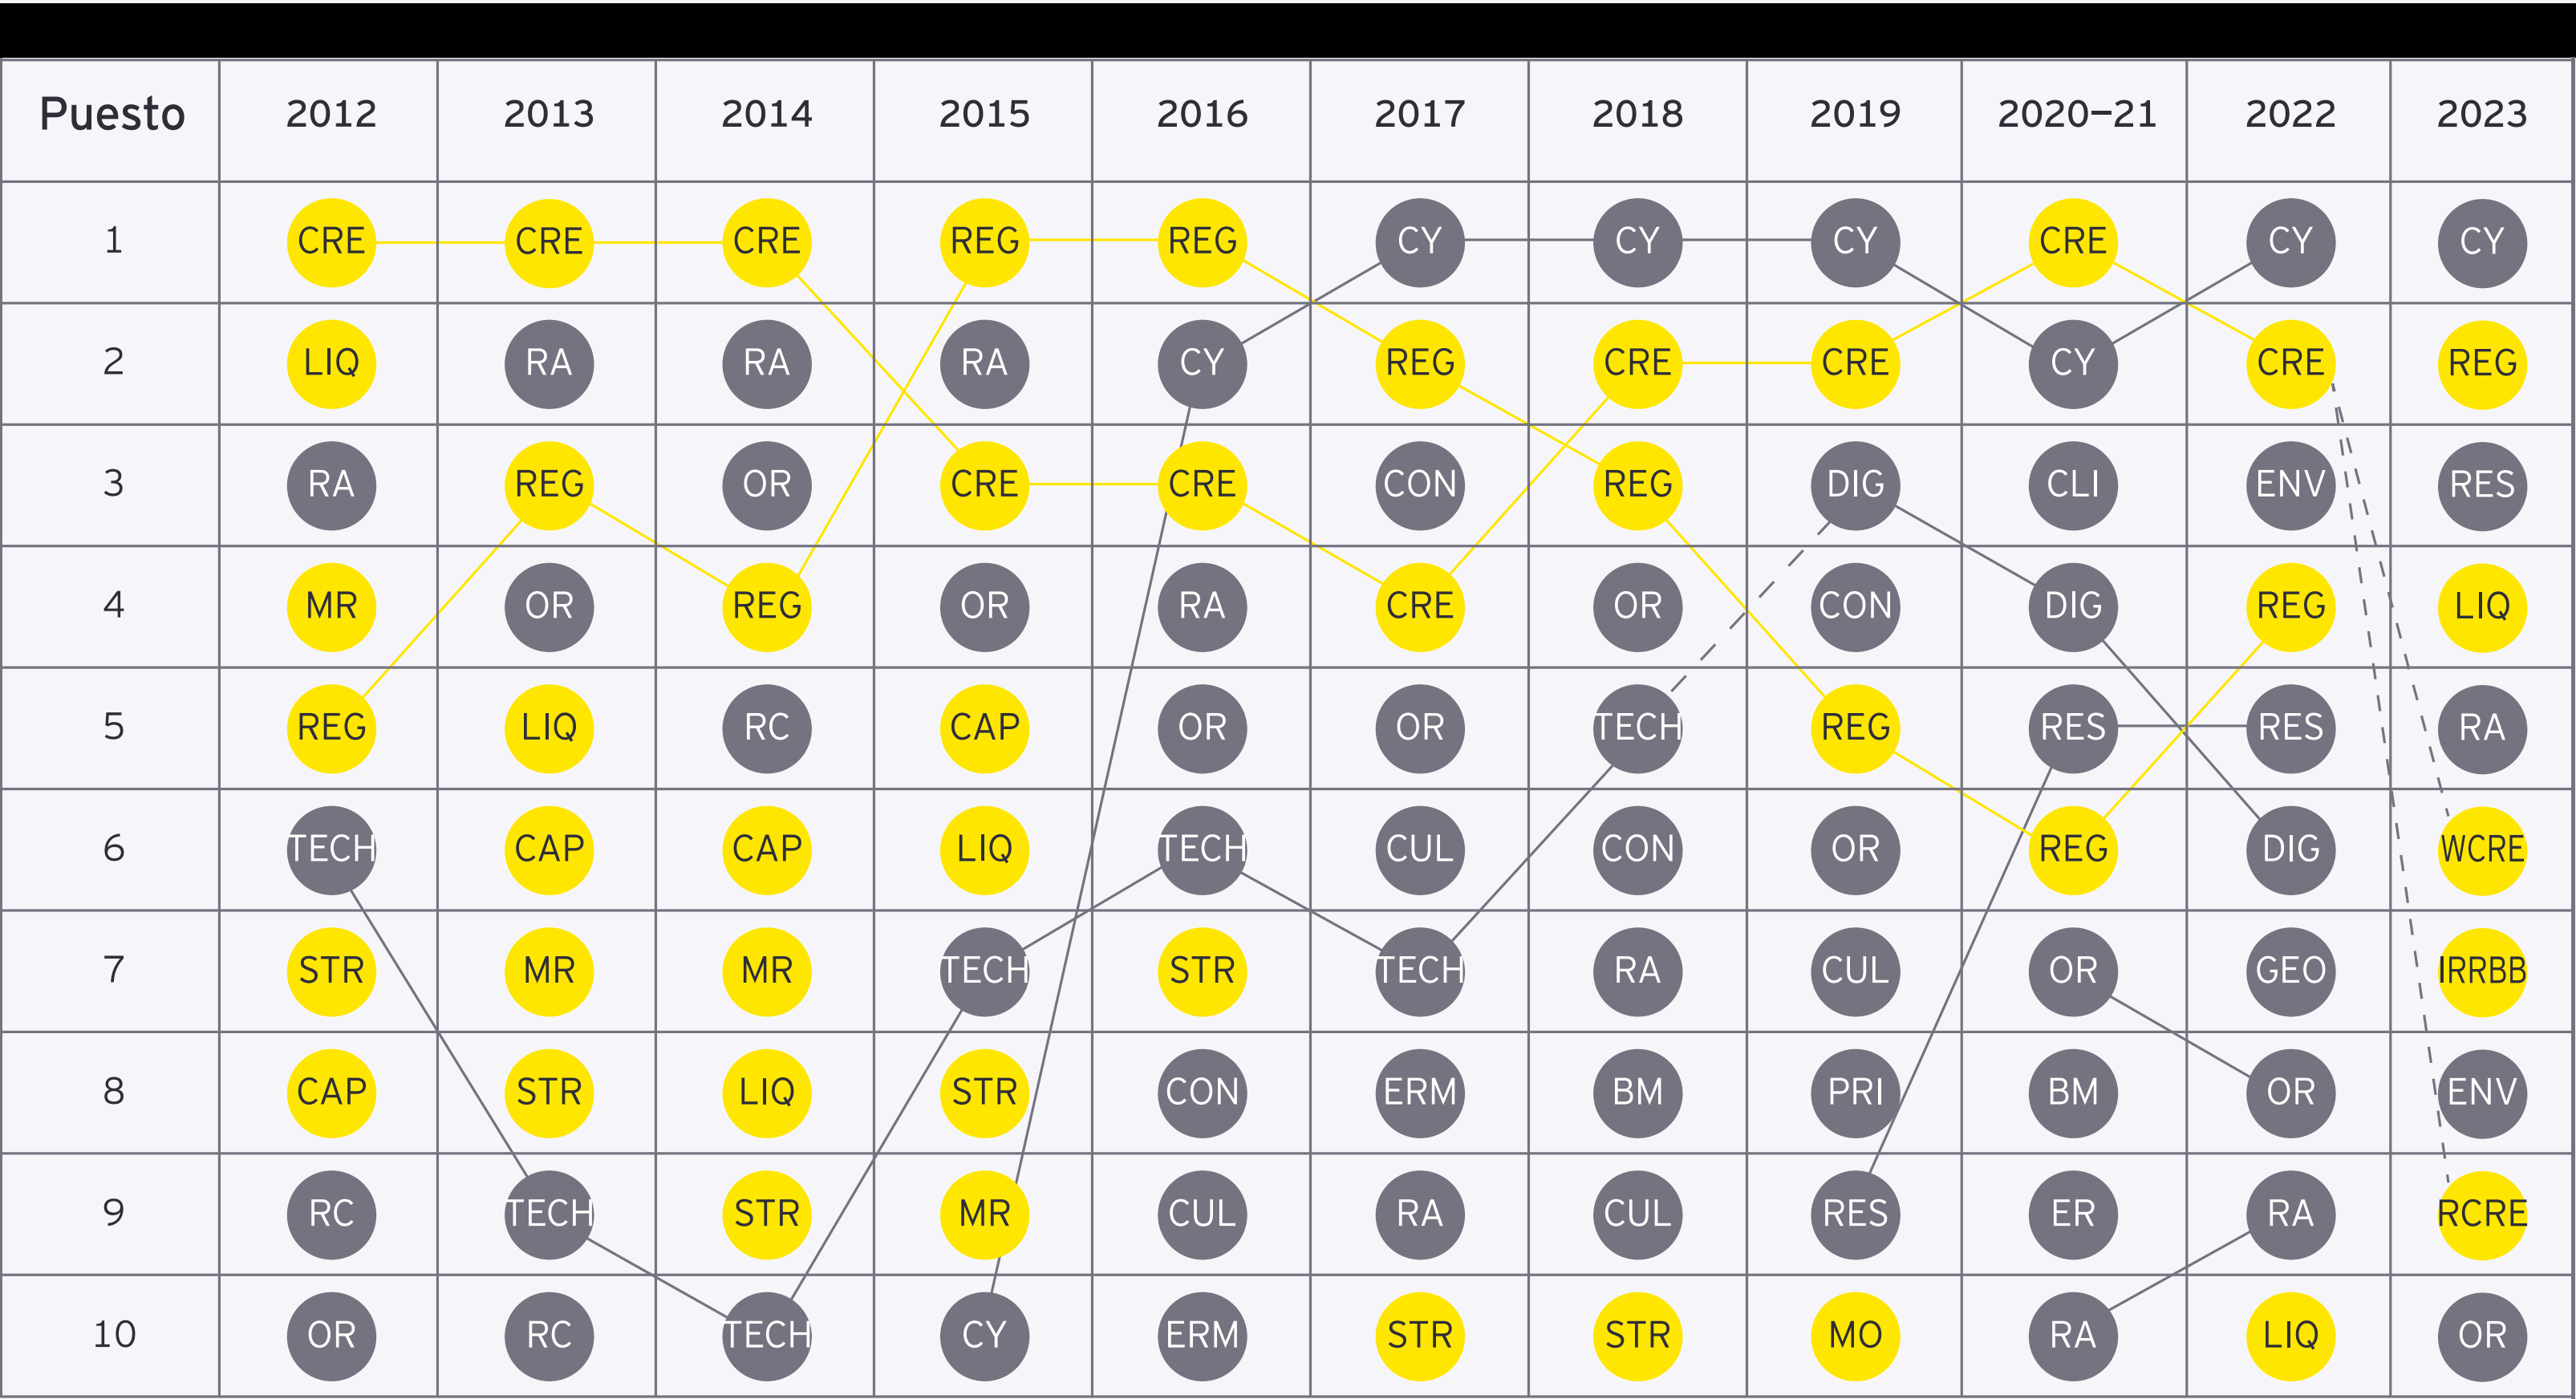 Puesto 2012 2013 2014 2015 2016 2017 2018 2019 2020–21 2022 2023
1 CRE CRE CRE REG REG CY CY CY CRE CY CY
2 LIQ RA RA RA CY REG CRE CRE CY CRE REG
3 RA REG OR CRE CRE CON REG DIG CLI ENV RES
4 MR OR REG OR RA CRE OR CON DIG REG LIQ
5 REG LIQ RC CAP OR OR TECH REG RES RES RA
6 TECH CAP CAP LIQ TECH CUL CON OR REG DIG WCRE
7 STR MR MR TECH STR TECH RA CUL OR GEO IRRBB
8 CAP STR LIQ STR CON ERM BM PRI BM OR ENV
9 RC TECH STR MR CUL RA CUL RES ER RA RCRE
10 OR RC TECH CY ERM STR STR MO RA LIQ OR